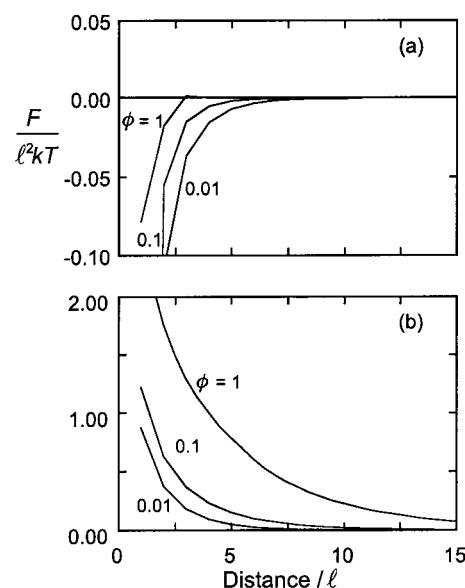 0.05
(a)
F
ℓ²kT
0.00
ϕ = 1
-0.05
0.01
0.1
-0.10
2.00
(b)
ϕ = 1
1.00
0.1
0.01
0.00
0 5 10 15
Distance / ℓ